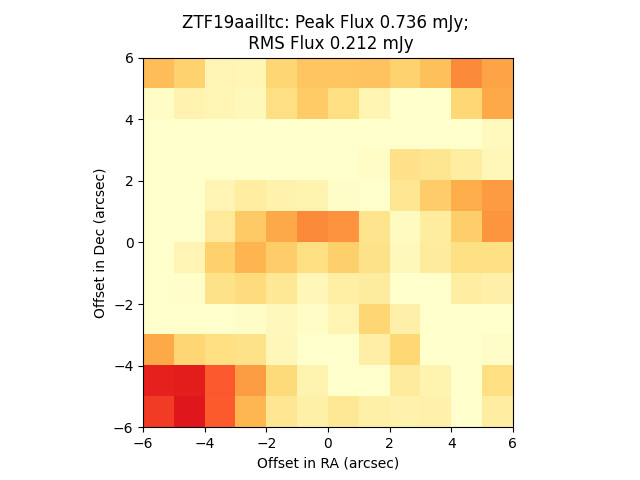 ZTF19aailltc: Peak Flux 0.736 mJy;
RMS Flux 0.212 mJy
6
4
2
0
−2
−4
−6
Offset in Dec (arcsec)
−6 −4 −2 0 2 4 6
Offset in RA (arcsec)